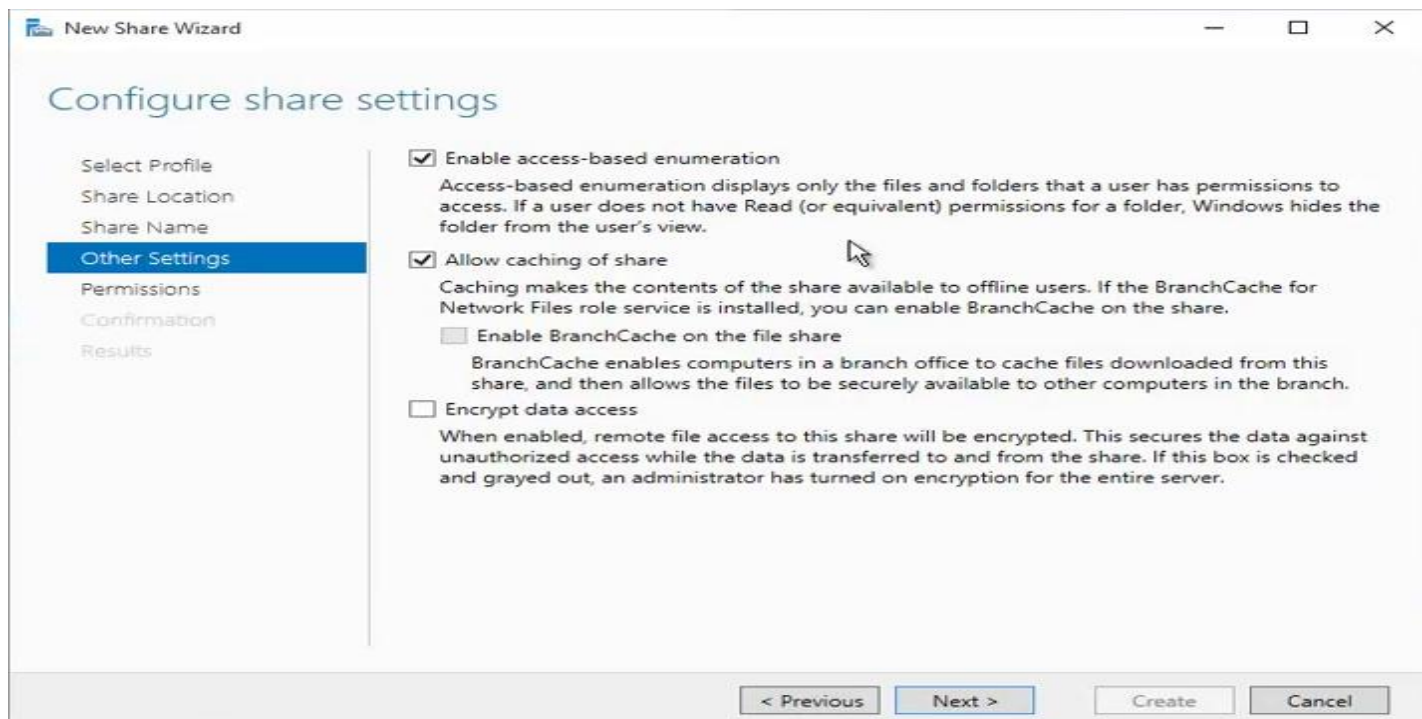 New Share Wizard
Configure share settings
Select Profile
Share Location
Share Name
Other Settings
Permissions
Confirmation
Results
Enable access-based enumeration
Access-based enumeration displays only the files and folders that a user has permissions to
access. If a user does not have Read (or equivalent) permissions for a folder, Windows hides the
folder from the user's view.
Allow caching of share
Caching makes the contents of the share available to offline users. If the BranchCache for
Network Files role service is installed, you can enable BranchCache on the share.
Enable BranchCache on the file share
BranchCache enables computers in a branch office to cache files downloaded from this
share, and then allows the files to be securely available to other computers in the branch.
Encrypt data access
When enabled, remote file access to this share will be encrypted. This secures the data against
unauthorized access while the data is transferred to and from the share. If this box is checked
and grayed out, an administrator has turned on encryption for the entire server.
< Previous
Next >
Create
Cancel